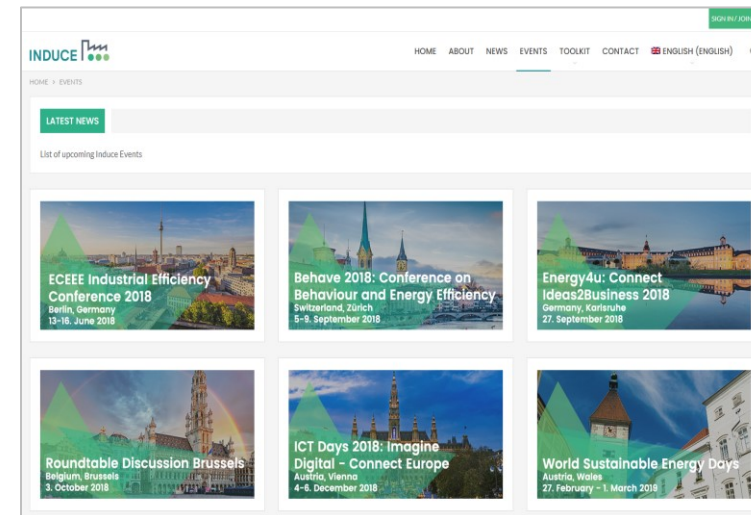 SIGN IN / JOIN
INDUCE
HOME ABOUT NEWS EVENTS TOOLKIT CONTACT ENGLISH (ENGLISH)
HOME > EVENTS
LATEST NEWS
List of upcoming Induce Events
ECEEE Industrial Efficiency
Conference 2018
Berlin, Germany
13-16. June 2018
Behave 2018: Conference on
Behaviour and Energy Efficiency
Switzerland, Zürich
5-9. September 2018
Energy4u: Connect
Ideas2Business 2018
Germany, Karlsruhe
27. September 2018
Roundtable Discussion Brussels
Belgium, Brussels
3. October 2018
ICT Days 2018: Imagine
Digital - Connect Europe
Austria, Vienna
4-6. December 2018
World Sustainable Energy Days
Austria, Wales
27. February - 1. March 2019